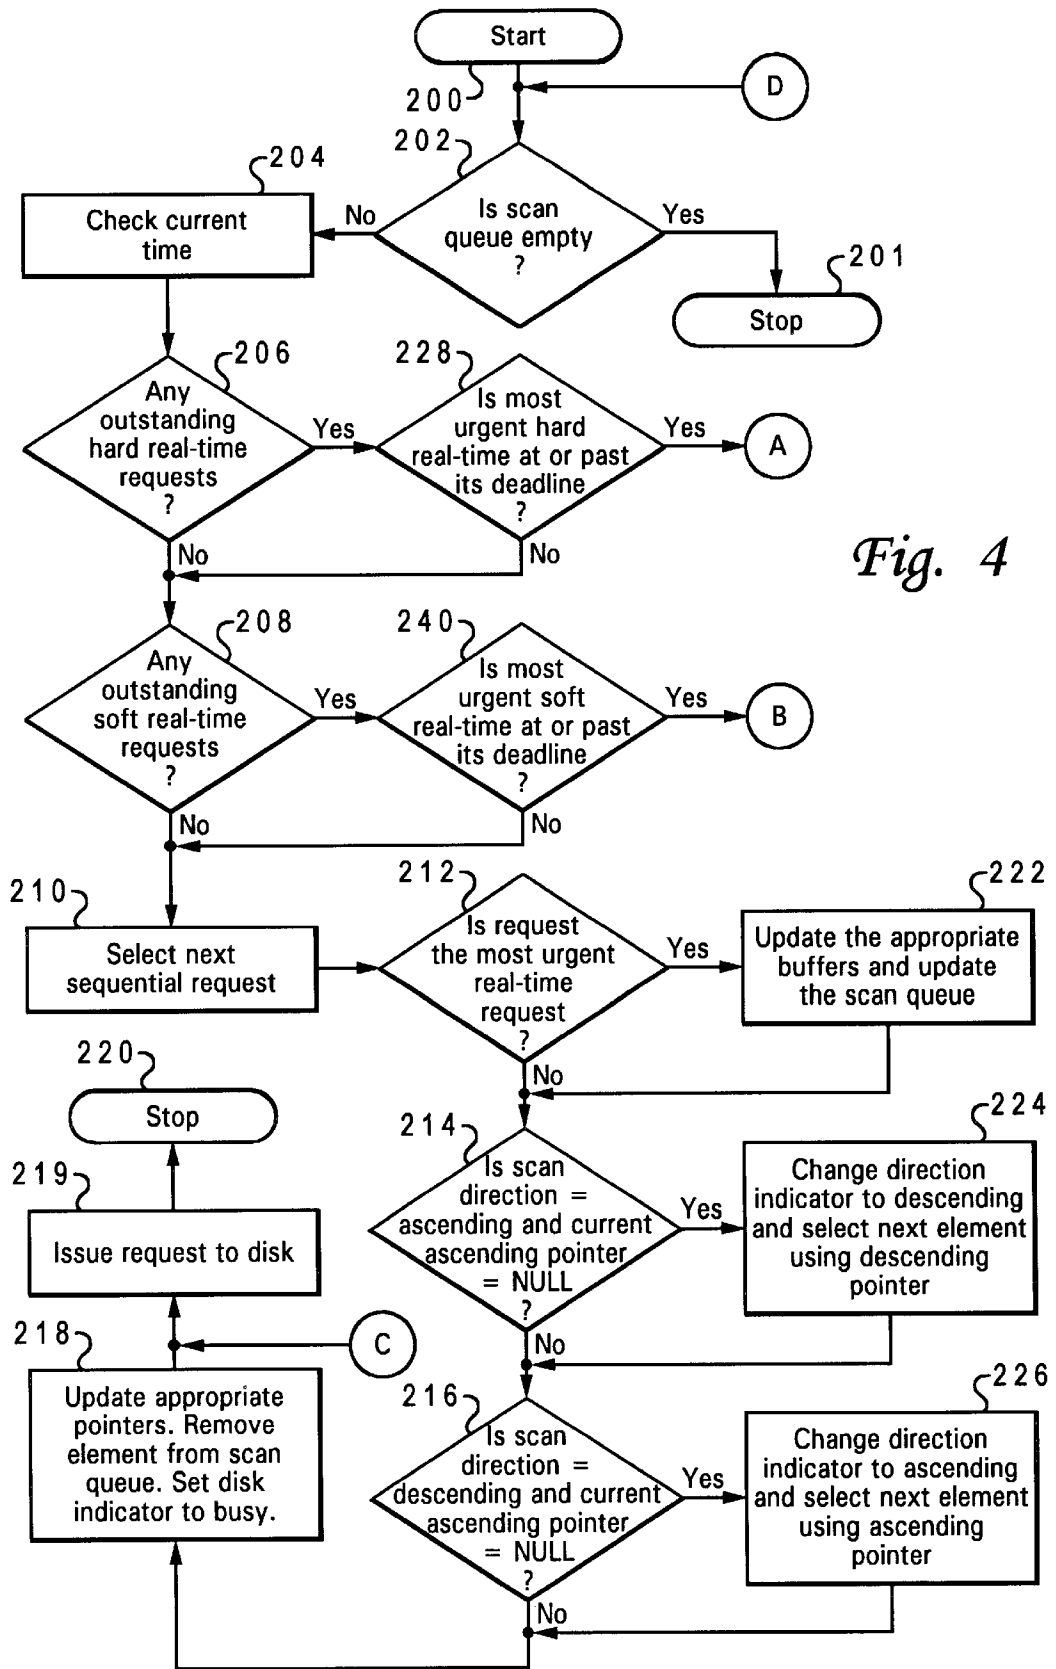 Start
200
D
202
204
Check current
time
No
Is scan
queue empty
?
Yes
201
Stop
206
Any
outstanding
hard real-time
requests
?
Yes
228
Is most
urgent hard
real-time at or past
its deadline
?
Yes
A
No
No
Fig. 4
208
Any
outstanding
soft real-time
requests
?
Yes
240
Is most
urgent soft
real-time at or past
its deadline
?
Yes
B
No
No
210
Select next
sequential request
212
Is request
the most urgent
real-time
request
?
Yes
222
Update the appropriate
buffers and update
the scan queue
No
220
Stop
214
Is scan
direction =
ascending and current
ascending pointer
= NULL
?
Yes
224
Change direction
indicator to descending
and select next element
using descending
pointer
No
219
Issue request to disk
C
218
Update appropriate
pointers. Remove
element from scan
queue. Set disk
indicator to busy.
216
Is scan
direction =
descending and current
ascending pointer
= NULL
?
Yes
226
Change direction
indicator to ascending
and select next element
using ascending
pointer
No